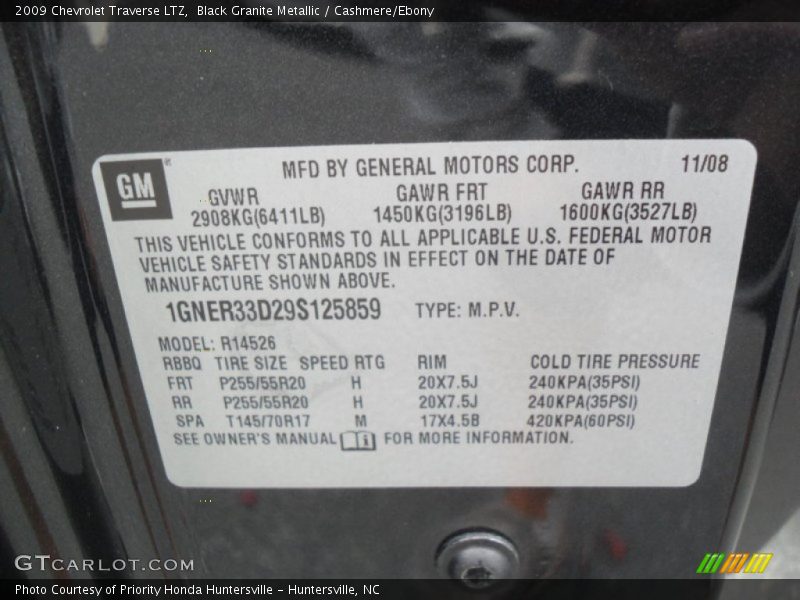 2009 Chevrolet Traverse LTZ, Black Granite Metallic / Cashmere/Ebony
GM
MFD BY GENERAL MOTORS CORP. 11/08
GVWR GAWR FRT GAWR RR
2908KG(6411LB) 1450KG(3196LB) 1600KG(3527LB)
THIS VEHICLE CONFORMS TO ALL APPLICABLE U.S. FEDERAL MOTOR
VEHICLE SAFETY STANDARDS IN EFFECT ON THE DATE OF
MANUFACTURE SHOWN ABOVE.
1GNER33D29S125859 TYPE: M.P.V.
MODEL: R14526
RBBQ TIRE SIZE SPEED RTG RIM COLD TIRE PRESSURE
FRT P255/55R20 H 20X7.5J 240KPA(35PSI)
RR P255/55R20 H 20X7.5J 240KPA(35PSI)
SPA T145/70R17 M 17X4.5B 420KPA(60PSI)
SEE OWNER'S MANUAL i FOR MORE INFORMATION.
GTCARLOT.COM
Photo Courtesy of Priority Honda Huntersville – Huntersville, NC